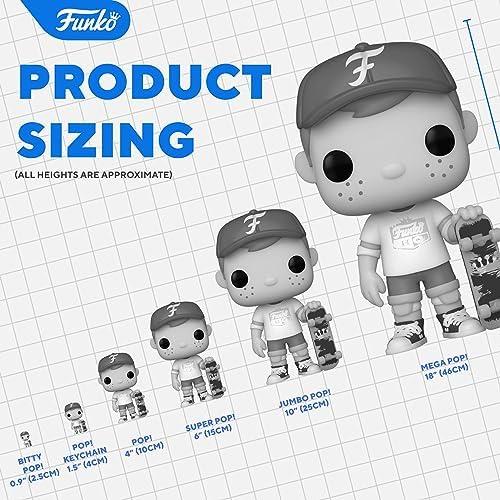 Funko
PRODUCT
SIZING
(ALL HEIGHTS ARE APPROXIMATE)
F
Funko
F
MEGA POP!
18" (46CM)
JUMBO POP!
10" (25CM)
SUPER POP!
6" (15CM)
POP!
4" (10CM)
POP!
KEYCHAIN
1.5" (4CM)
BITTY
POP!
0.9" (2.5CM)